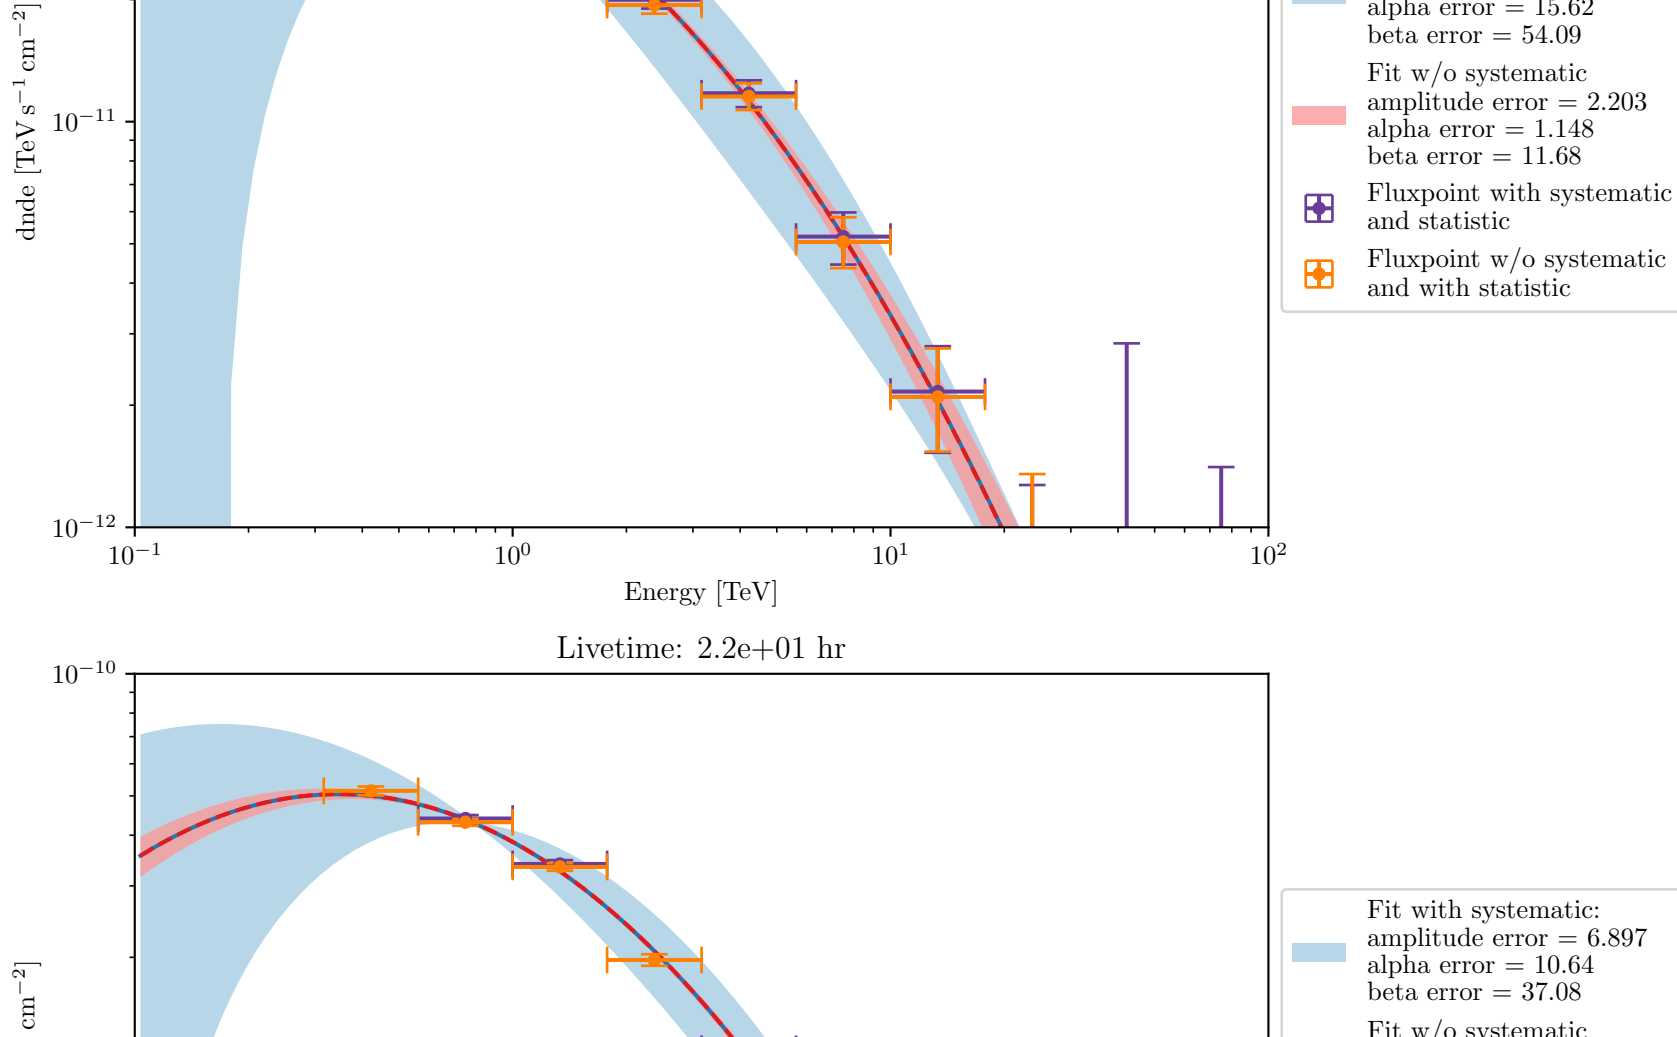 alpha error = 15.62
beta error = 54.09
Fit w/o systematic
amplitude error = 2.203
alpha error = 1.148
beta error = 11.68
Fluxpoint with systematic
and statistic
Fluxpoint w/o systematic
and with statistic
dnde [TeV s⁻¹ cm⁻²]
10⁻¹¹
10⁻¹²
10⁻¹ 10⁰ 10¹ 10²
Energy [TeV]
Livetime: 2.2e+01 hr
10⁻¹⁰
cm⁻²]
Fit with systematic:
amplitude error = 6.897
alpha error = 10.64
beta error = 37.08
Fit w/o systematic